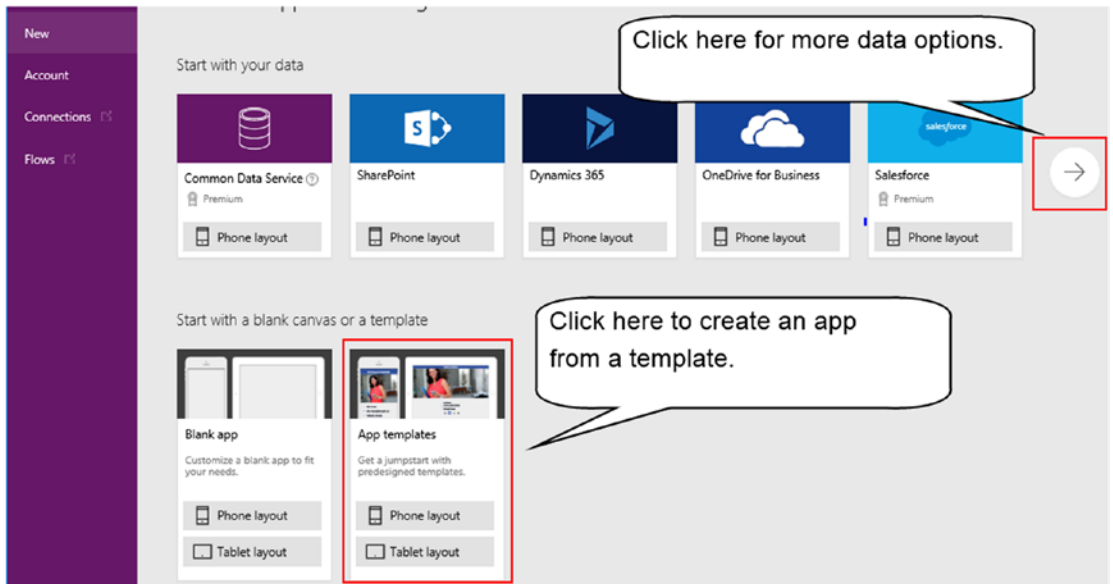 New
Account
Connections
Flows
Start with your data
Click here for more data options.
S
salesforce
Common Data Service
Premium
Phone layout
SharePoint
Phone layout
Dynamics 365
Phone layout
OneDrive for Business
Phone layout
Salesforce
Premium
Phone layout
Start with a blank canvas or a template
Click here to create an app
from a template.
Blank app
Customize a blank app to fit
your needs.
Phone layout
Tablet layout
App templates
Get a jumpstart with
predesigned templates.
Phone layout
Tablet layout